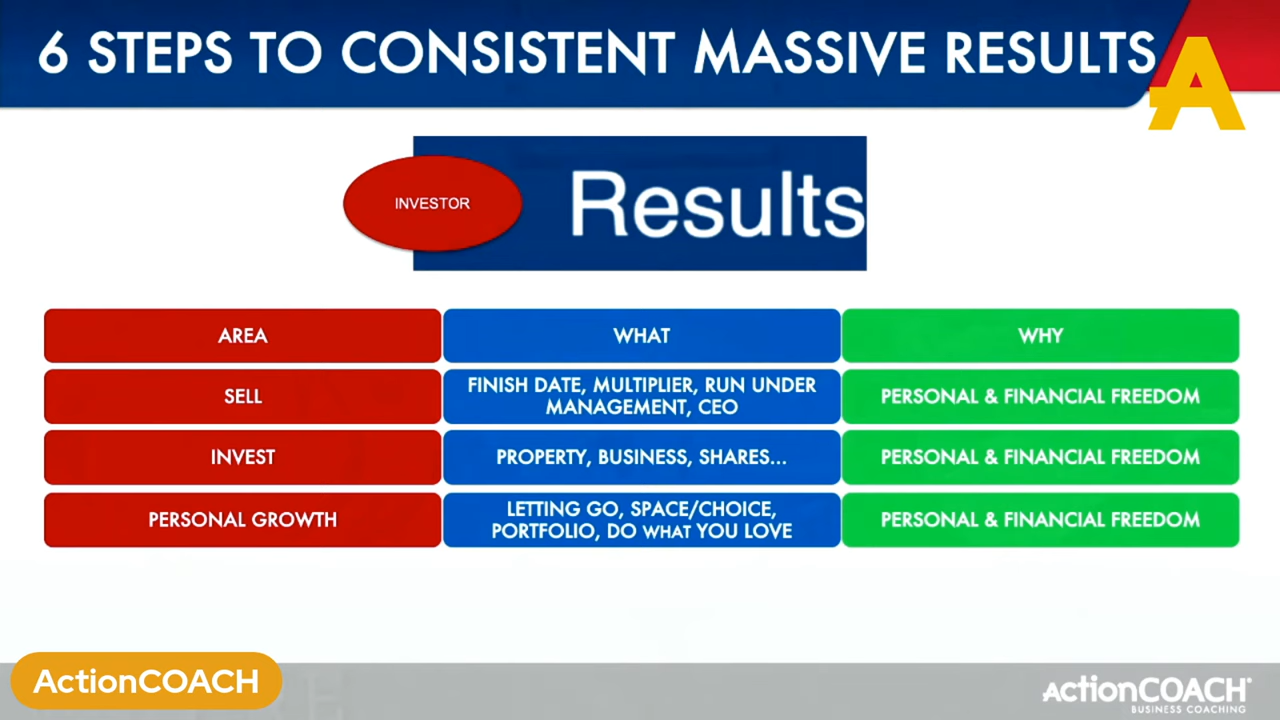 6 STEPS TO CONSISTENT MASSIVE RESULTS
A
INVESTOR
Results
AREA
WHAT
WHY
SELL
FINISH DATE, MULTIPLIER, RUN UNDER
MANAGEMENT, CEO
PERSONAL & FINANCIAL FREEDOM
INVEST
PROPERTY, BUSINESS, SHARES...
PERSONAL & FINANCIAL FREEDOM
PERSONAL GROWTH
LETTING GO, SPACE/CHOICE,
PORTFOLIO, DO WHAT YOU LOVE
PERSONAL & FINANCIAL FREEDOM
ActionCOACH
ACTIONCOACH®
BUSINESS COACHING